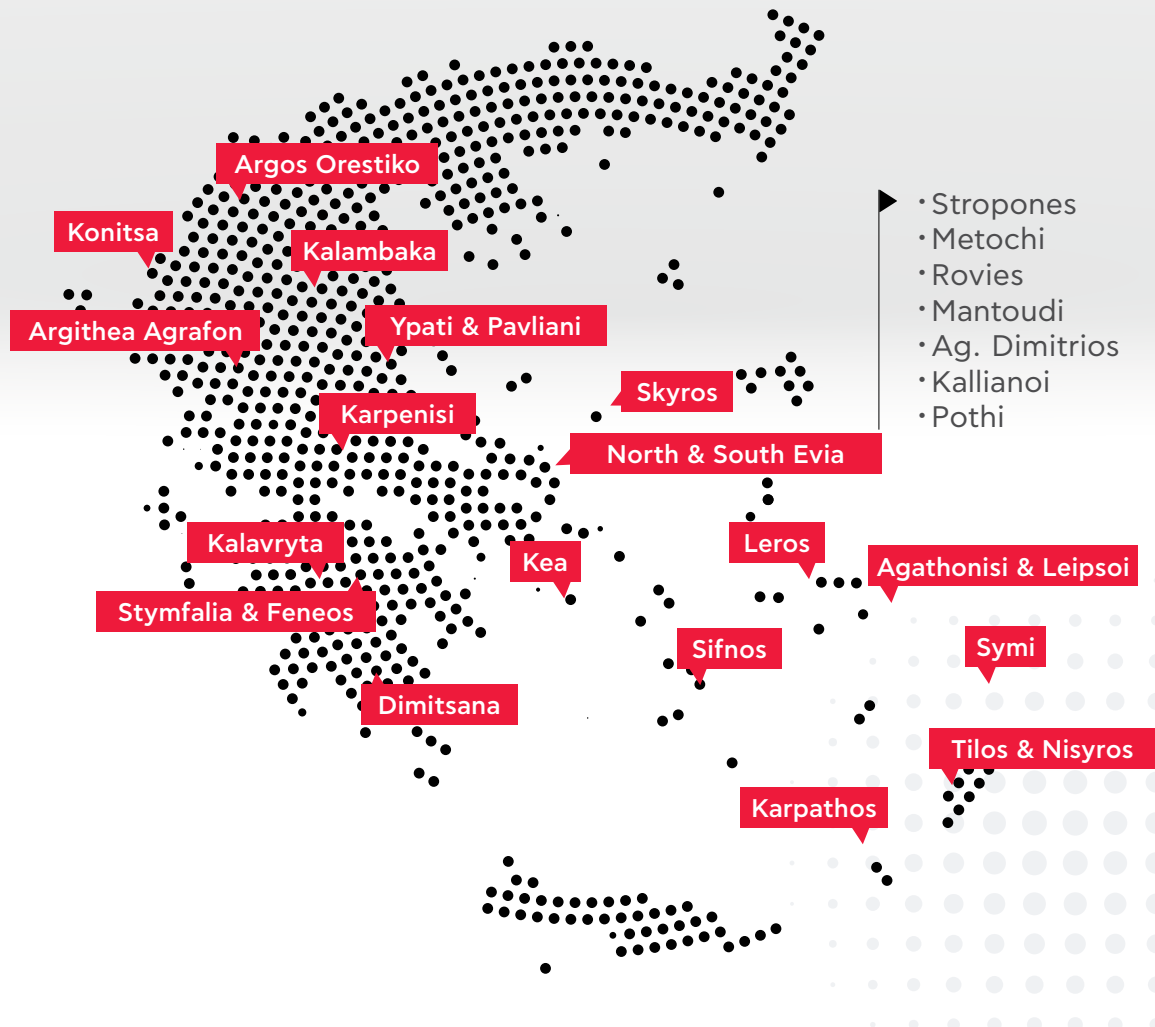 Argos Orestiko
Konitsa
Kalambaka
Argithea Agrafon
Ypati & Pavliani
Karpenisi
Skyros
North & South Evia
· Stropones
· Metochi
· Rovies
· Mantoudi
· Ag. Dimitrios
· Kallianoi
· Pothi
Kalavryta
Kea
Leros
Agathonisi & Leipsoi
Stymfalia & Feneos
Sifnos
Symi
Dimitsana
Tilos & Nisyros
Karpathos